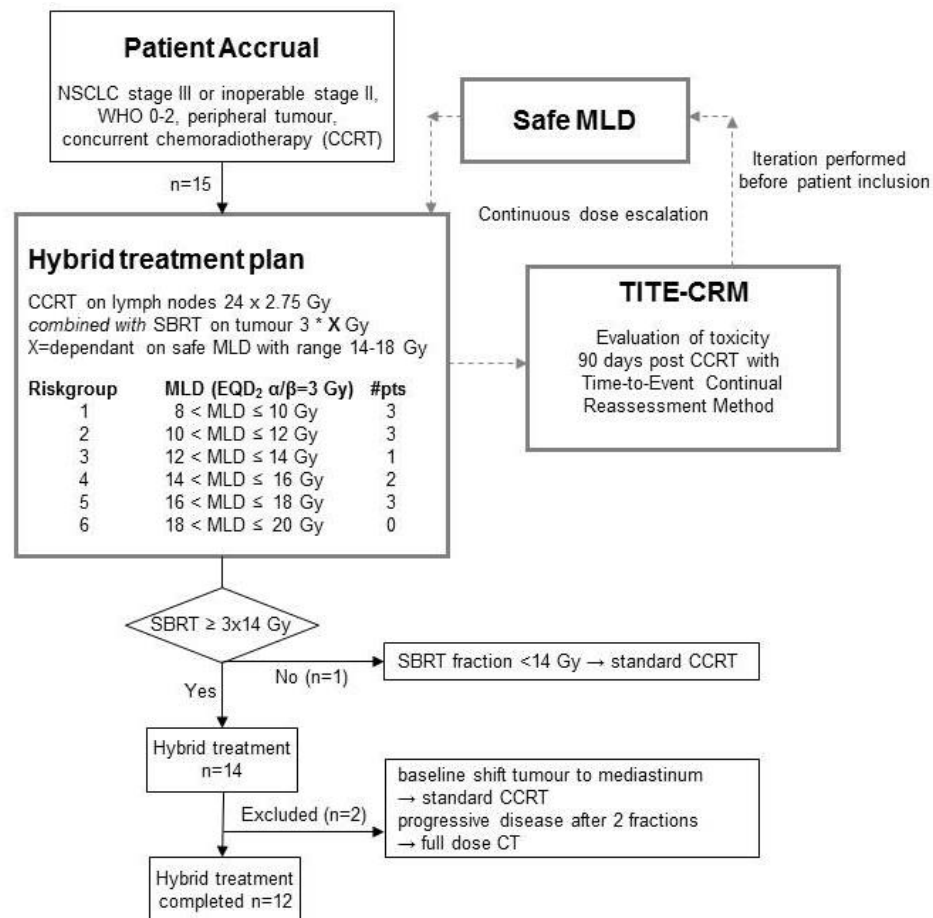 Patient Accrual
NSCLC stage III or inoperable stage II,
WHO 0-2, peripheral tumour,
concurrent chemoradiotherapy (CCRT)
n=15
Safe MLD
Iteration performed
before patient inclusion
Continuous dose escalation
Hybrid treatment plan
CCRT on lymph nodes 24 x 2.75 Gy
combined with SBRT on tumour 3 * X Gy
X=dependant on safe MLD with range 14-18 Gy
Riskgroup MLD (EQD₂ α/β=3 Gy) #pts
1 8 < MLD ≤ 10 Gy 3
2 10 < MLD ≤ 12 Gy 3
3 12 < MLD ≤ 14 Gy 1
4 14 < MLD ≤ 16 Gy 2
5 16 < MLD ≤ 18 Gy 3
6 18 < MLD ≤ 20 Gy 0
TITE-CRM
Evaluation of toxicity
90 days post CCRT with
Time-to-Event Continual
Reassessment Method
SBRT ≥ 3x14 Gy
No (n=1)
SBRT fraction <14 Gy → standard CCRT
Yes
Hybrid treatment
n=14
Excluded (n=2)
baseline shift tumour to mediastinum
→ standard CCRT
progressive disease after 2 fractions
→ full dose CT
Hybrid treatment
completed n=12